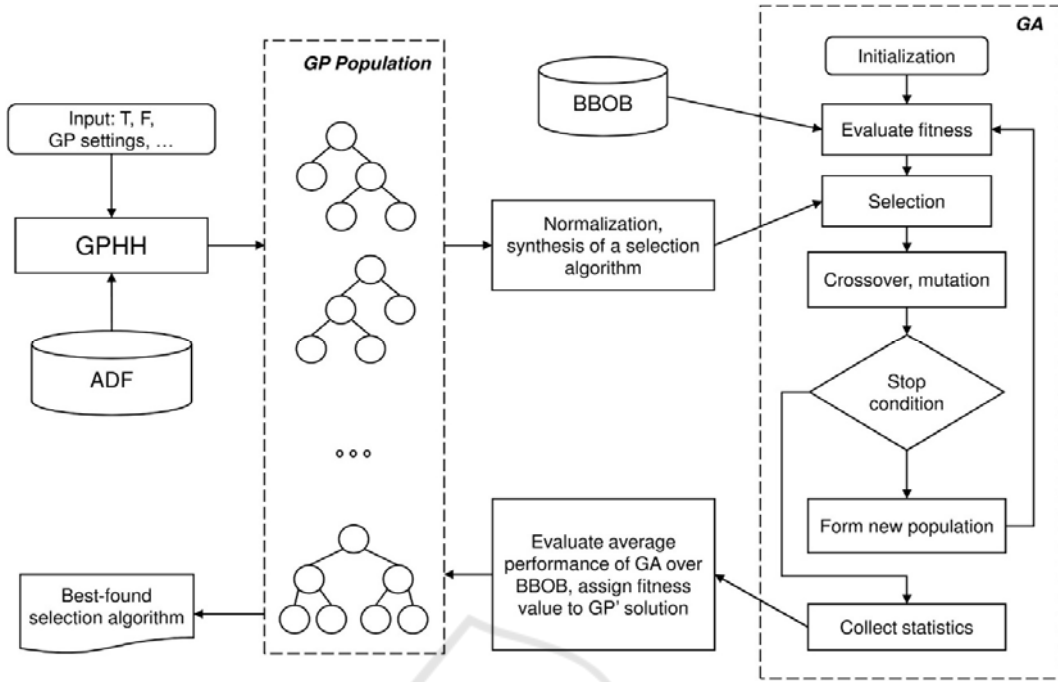 GA
GP Population
Initialization
BBOB
Input: T, F,
GP settings, ...
Evaluate fitness
Selection
GPHH
Normalization,
synthesis of a selection
algorithm
Crossover, mutation
ADF
Stop
condition
Form new population
Evaluate average
performance of GA over
BBOB, assign fitness
value to GP' solution
Best-found
selection algorithm
Collect statistics